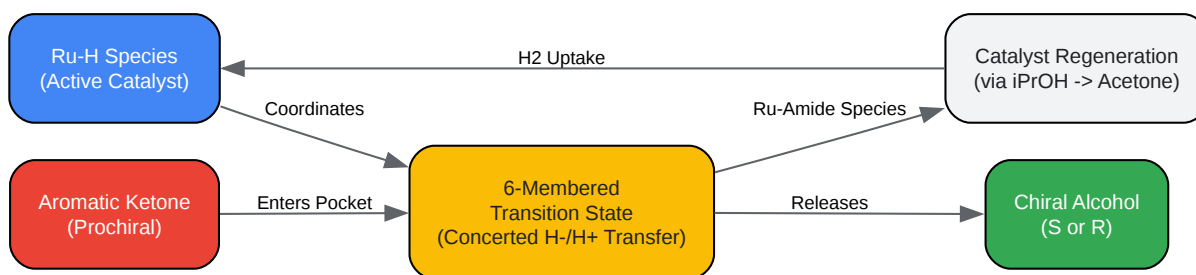 Ru-H Species
(Active Catalyst)
H2 Uptake
Catalyst Regeneration
(via iPrOH -> Acetone)
Coordinates
Ru-Amide Species
Aromatic Ketone
(Prochiral)
Enters Pocket
6-Membered
Transition State
(Concerted H-/H+ Transfer)
Releases
Chiral Alcohol
(S or R)